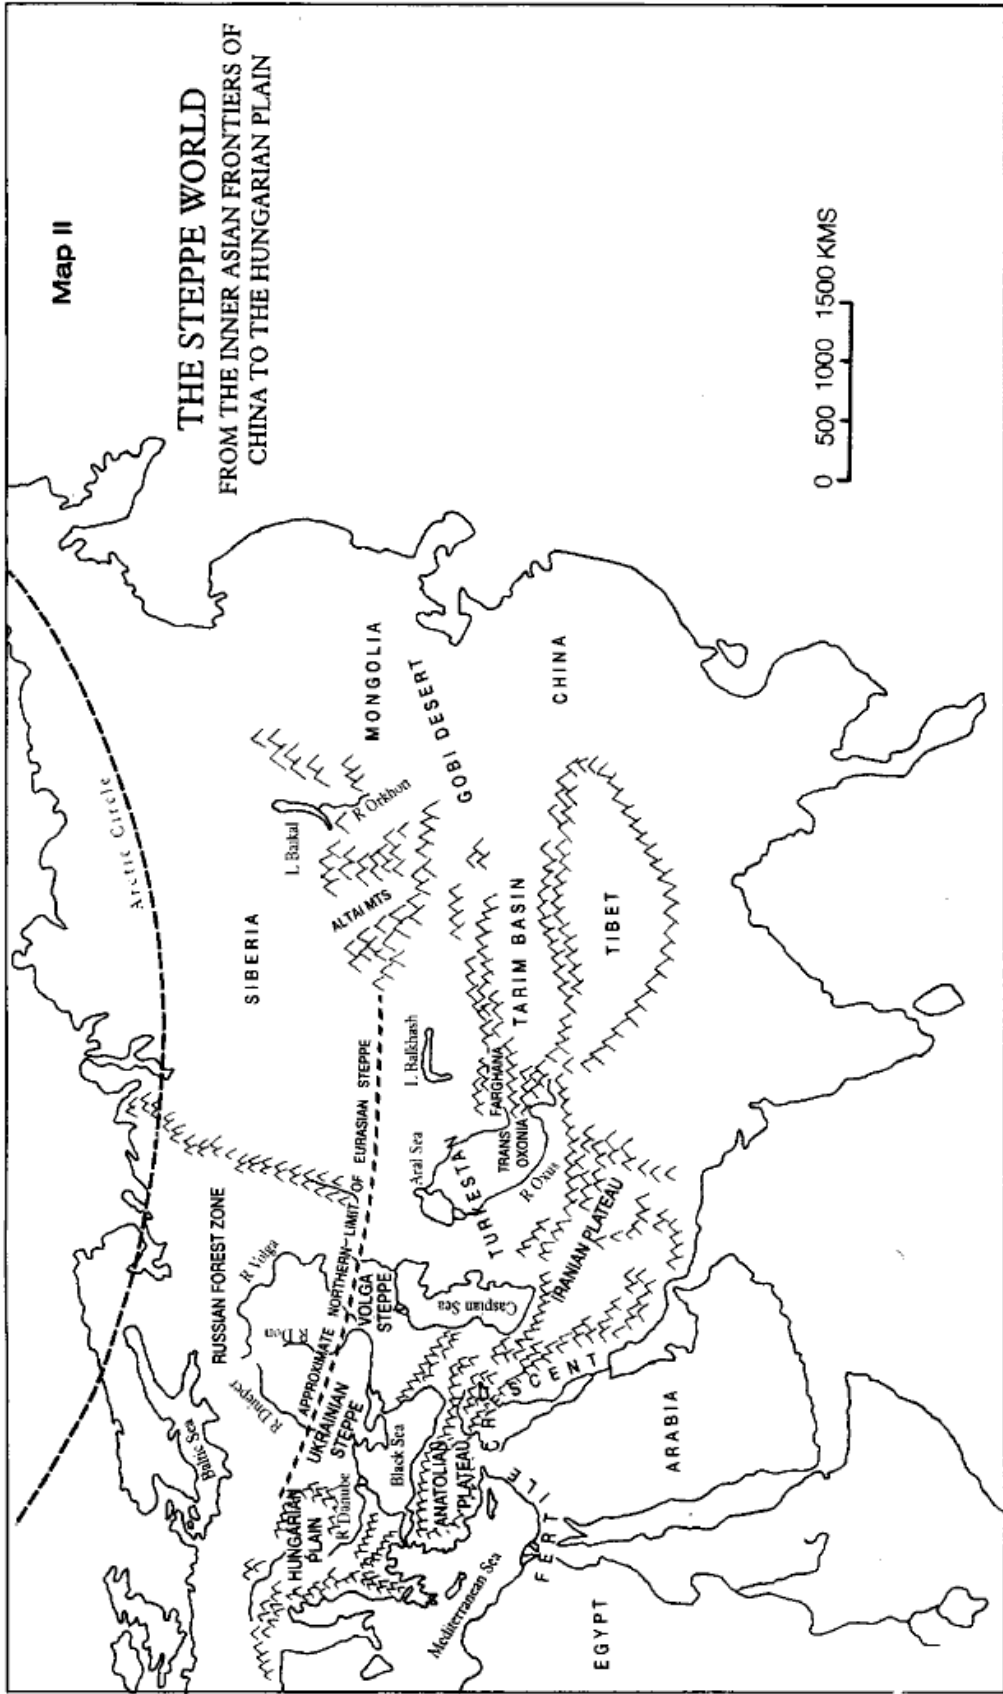 Map II
THE STEPPE WORLD
FROM THE INNER ASIAN FRONTIERS OF
CHINA TO THE HUNGARIAN PLAIN
Arctic Circle
SIBERIA
RUSSIAN FOREST ZONE
Baltic Sea
R Volga
R Don
R Dnieper
L Baikal
R Orkhon
ALTAI MTS
MONGOLIA
GOBI DESERT
APPROXIMATE NORTHERN LIMIT OF EURASIAN STEPPE
VOLGA
STEPPE
UKRAINIAN
STEPPE
HUNGARIAN
PLAIN
R Danube
Black Sea
Caspian Sea
Aral Sea
L Balkhash
TURKESTAN
TRANS
OXONIA
FARGHANA
R Oxus
TARIM BASIN
CHINA
TIBET
IRANIAN PLATEAU
ANATOLIAN
PLATEAU
FERTILE CRESCENT
Mediterranean Sea
EGYPT
ARABIA
0 500 1000 1500 KMS